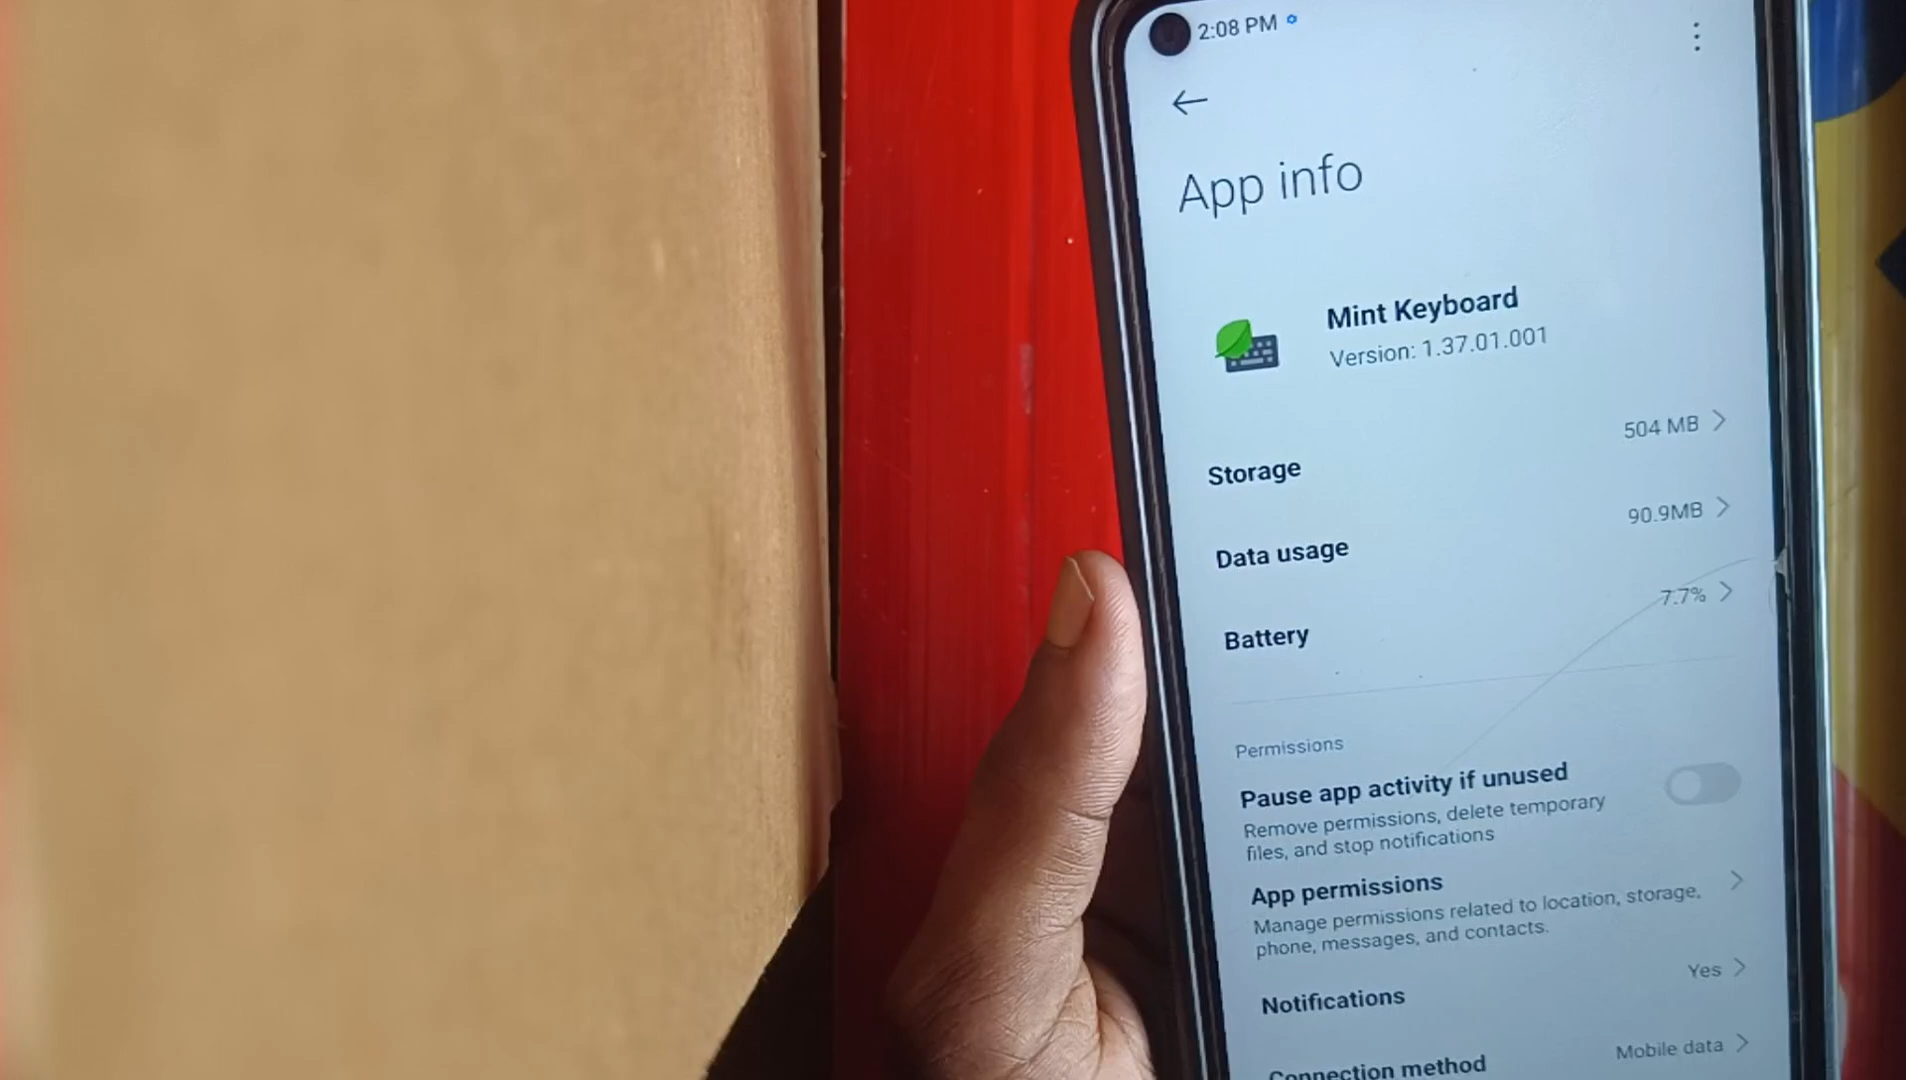 2:08 PM
App info
Mint Keyboard
Version: 1.37.01.001
Storage
504 MB
Data usage
90.9MB
Battery
7.7%
Permissions
Pause app activity if unused
Remove permissions, delete temporary
files, and stop notifications
App permissions
Manage permissions related to location, storage,
phone, messages, and contacts.
Notifications
Yes
Connection method
Mobile data